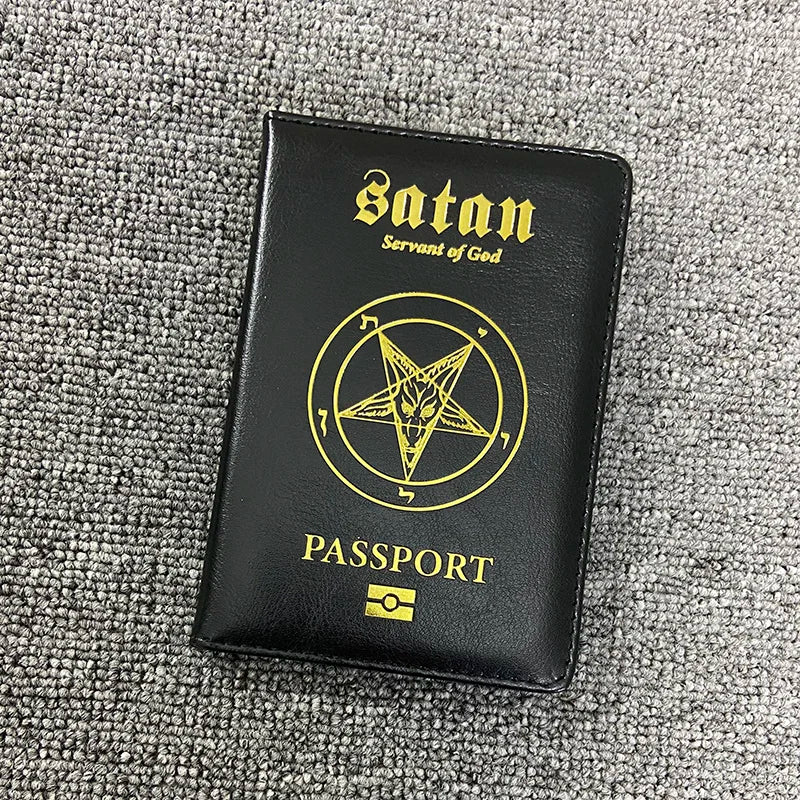 Satan
Servant of God
ת
י
ן
ו
ל
PASSPORT